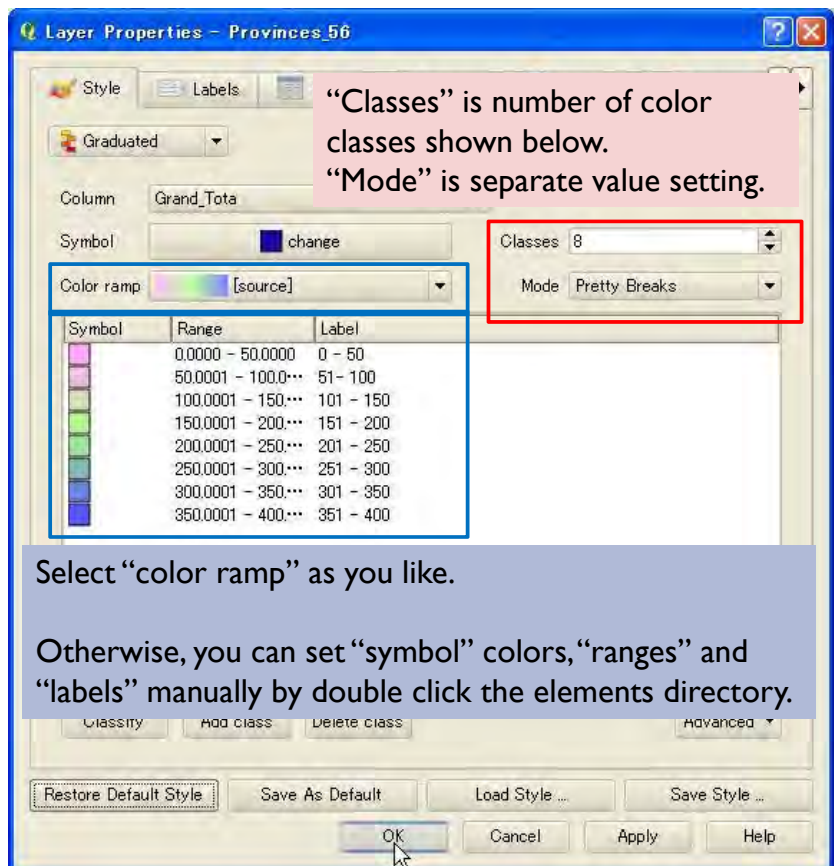 Layer Properties - Provinces_56
Style
Labels
"Classes" is number of color
classes shown below.
"Mode" is separate value setting.
Graduated
Column Grand_Tota
Symbol change
Classes 8
Color ramp [source]
Mode Pretty Breaks
Symbol Range Label
0.0000 - 50.0000 0 - 50
50.0001 - 100.0… 51- 100
100.0001 - 150.… 101 - 150
150.0001 - 200.… 151 - 200
200.0001 - 250.… 201 - 250
250.0001 - 300.… 251 - 300
300.0001 - 350.… 301 - 350
350.0001 - 400.… 351 - 400
Select "color ramp" as you like.
Otherwise, you can set "symbol" colors, "ranges" and
"labels" manually by double click the elements directory.
Classify Add class Delete class Advanced
Restore Default Style Save As Default Load Style ... Save Style ...
OK Cancel Apply Help